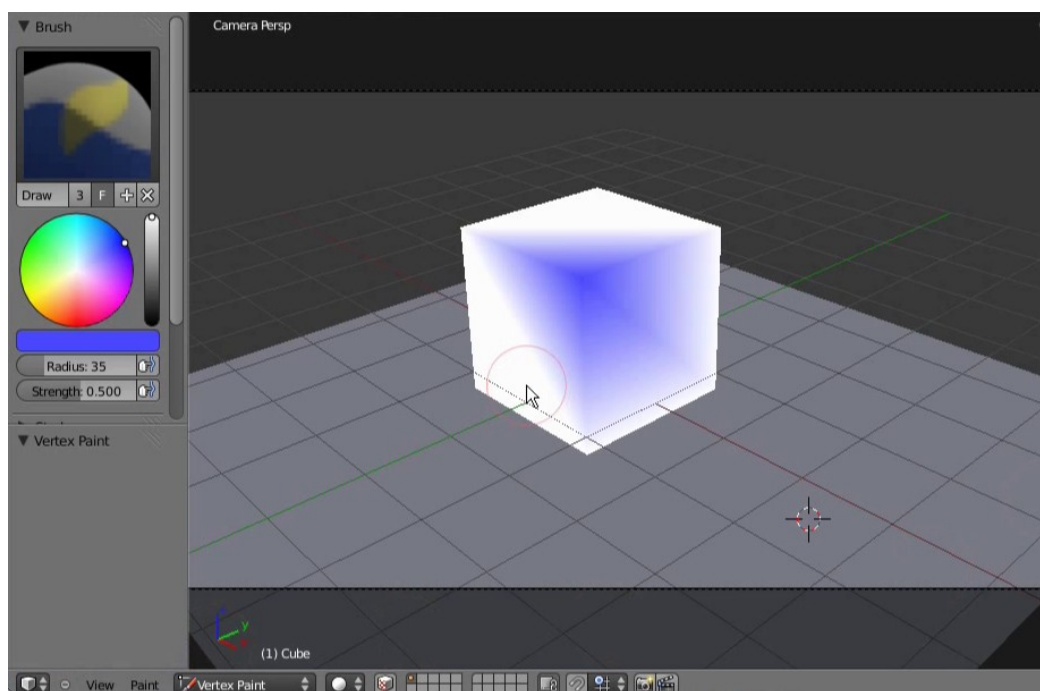 Brush
Camera Persp
Draw 3 F
Radius: 35
Strength: 0.500
Vertex Paint
z
y
x
(1) Cube
View Paint Vertex Paint